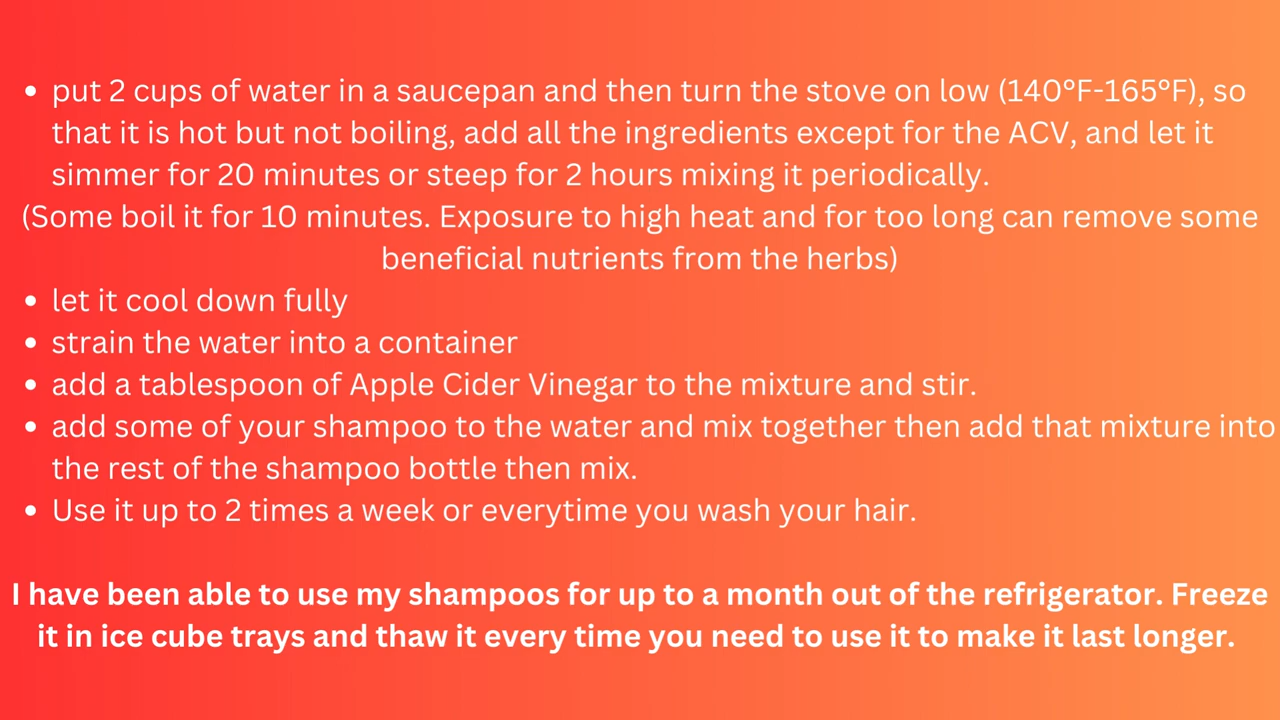 • put 2 cups of water in a saucepan and then turn the stove on low (140°F-165°F), so
that it is hot but not boiling, add all the ingredients except for the ACV, and let it
simmer for 20 minutes or steep for 2 hours mixing it periodically.
(Some boil it for 10 minutes. Exposure to high heat and for too long can remove some
beneficial nutrients from the herbs)
• let it cool down fully
• strain the water into a container
• add a tablespoon of Apple Cider Vinegar to the mixture and stir.
• add some of your shampoo to the water and mix together then add that mixture into
the rest of the shampoo bottle then mix.
• Use it up to 2 times a week or everytime you wash your hair.
I have been able to use my shampoos for up to a month out of the refrigerator. Freeze
it in ice cube trays and thaw it every time you need to use it to make it last longer.